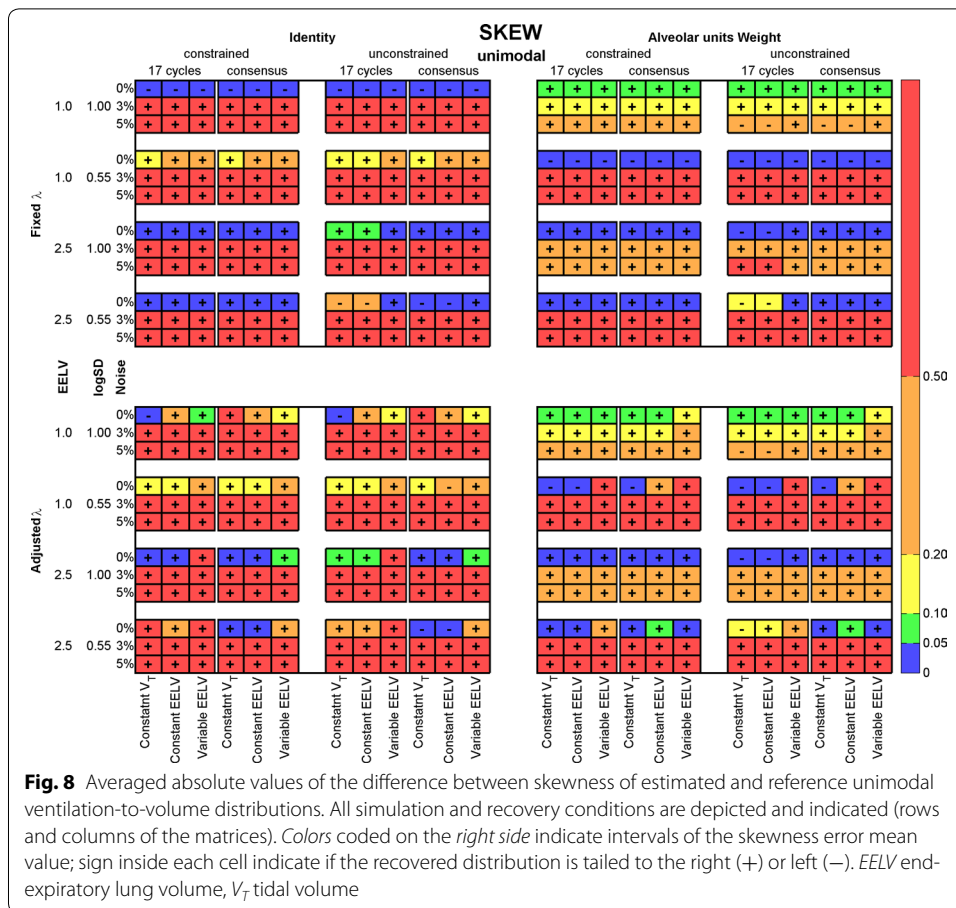 SKEW
Identity
unimodal
Alveolar units Weight
constrained unconstrained constrained unconstrained
17 cycles consensus 17 cycles consensus 17 cycles consensus 17 cycles consensus
Fixed λ
0% - - - - - - - - - - - - + + + + + + + + + + + +
1.0 1.00 3% + + + + + + + + + + + + + + + + + + + + + + + +
5% + + + + + + + + + + + + + + + + + + - - + - - +
0% + + + + + + + + + + + + - - - - - - - - - - - -
1.0 0.55 3% + + + + + + + + + + + + + + + + + + + + + + + +
5% + + + + + + + + + + + + + + + + + + + + + + + +
0% + + + + + + + + + + + + + + + + + + - - + + + +
2.5 1.00 3% + + + + + + + + + + + + + + + + + + + + + + + +
5% + + + + + + + + + + + + + + + + + + + + + + + +
0% + + + + + + - - + - - + + + + + + + - - + + + +
2.5 0.55 3% + + + + + + + + + + + + + + + + + + + + + + + +
5% + + + + + + + + + + + + + + + + + + + + + + + +
EELV logSD Noise
Adjusted λ
0% - + + + + + - + + + + + + + + + + + + + + + + +
1.0 1.00 3% + + + + + + + + + + + + + + + + + + + + + + + +
5% + + + + + + + + + + + + + + + + + + - - + + + +
0% + + + + + + + + + + - + - - + - + + - - + - + +
1.0 0.55 3% + + + + + + + + + + + + + + + + + + + + + + + +
5% + + + + + + + + + + + + + + + + + + + + + + + +
0% + + + + + + + + + + + + + + + + + + - - + + + +
2.5 1.00 3% + + + + + + + + + + + + + + + + + + + + + + + +
5% + + + + + + + + + + + + + + + + + + + + + + + +
0% + + + + + + + + + - - + + + + + + + - + + + + +
2.5 0.55 3% + + + + + + + + + + + + + + + + + + + + + + + +
5% + + + + + + + + + + + + + + + + + + + + + + + +
Constatnt VT
Constant EELV
Variable EELV
Constatnt VT
Constant EELV
Variable EELV
Constatnt VT
Constant EELV
Variable EELV
Constatnt VT
Constant EELV
Variable EELV
Constatnt VT
Constant EELV
Variable EELV
Constatnt VT
Constant EELV
Variable EELV
Constatnt VT
Constant EELV
Variable EELV
Constatnt VT
Constant EELV
Variable EELV
0.50
0.20
0.10
0.05
0
Fig. 8 Averaged absolute values of the difference between skewness of estimated and reference unimodal
ventilation-to-volume distributions. All simulation and recovery conditions are depicted and indicated (rows
and columns of the matrices). Colors coded on the right side indicate intervals of the skewness error mean
value; sign inside each cell indicate if the recovered distribution is tailed to the right (+) or left (−). EELV end-
expiratory lung volume, VT tidal volume